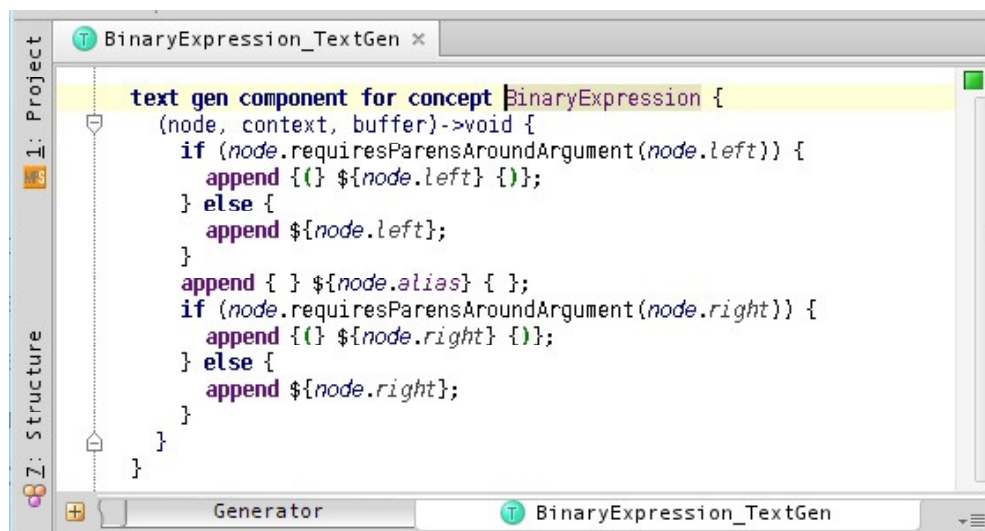 BinaryExpression_TextGen ×
1: Project
MPS
7: Structure
text gen component for concept BinaryExpression {
(node, context, buffer)->void {
if (node.requiresParensAroundArgument(node.left)) {
append {(} ${node.left} {)};
} else {
append ${node.left};
}
append { } ${node.alias} { };
if (node.requiresParensAroundArgument(node.right)) {
append {(} ${node.right} {)};
} else {
append ${node.right};
}
}
}
Generator
T BinaryExpression_TextGen